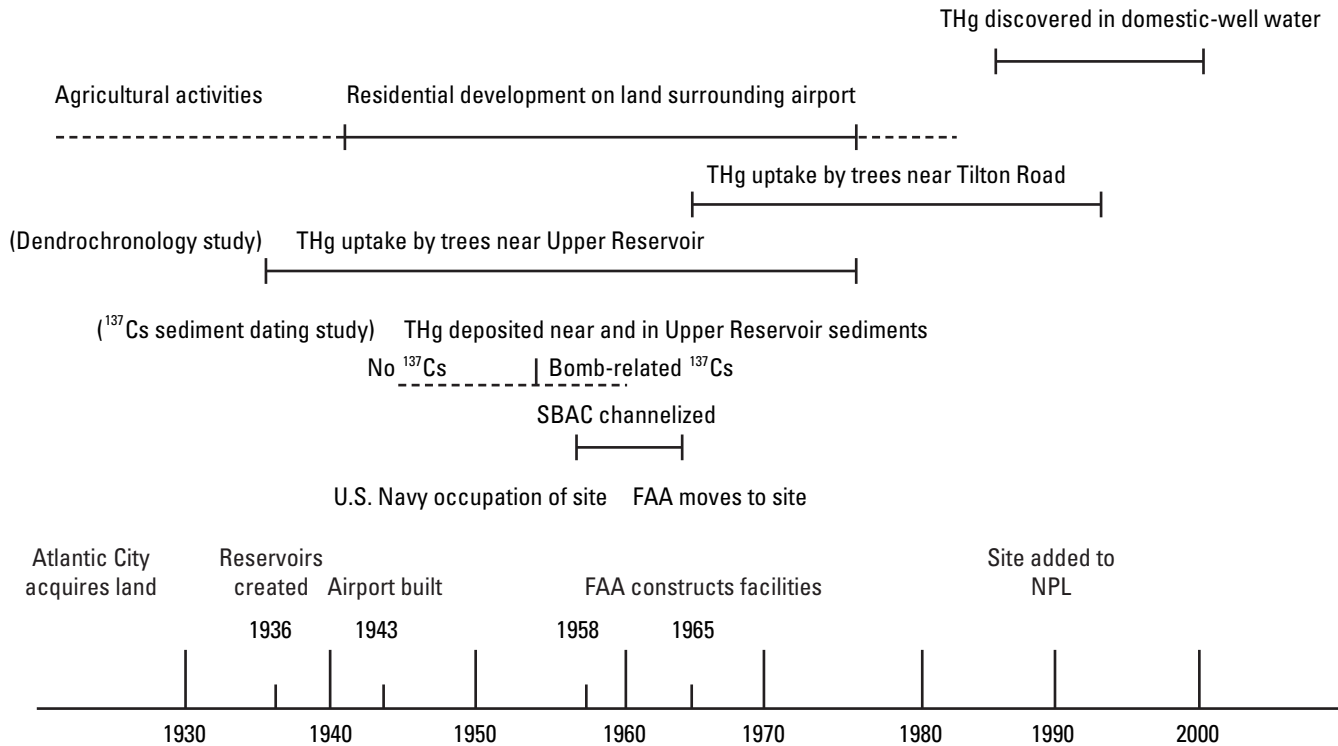 THg discovered in domestic-well water
Agricultural activities
Residential development on land surrounding airport
THg uptake by trees near Tilton Road
(Dendrochronology study)
THg uptake by trees near Upper Reservoir
(¹³⁷Cs sediment dating study)
THg deposited near and in Upper Reservoir sediments
No ¹³⁷Cs
Bomb-related ¹³⁷Cs
SBAC channelized
U.S. Navy occupation of site
FAA moves to site
Atlantic City
acquires land
Reservoirs
created
Airport built
FAA constructs facilities
Site added to
NPL
1936
1943
1958
1965
1930
1940
1950
1960
1970
1980
1990
2000